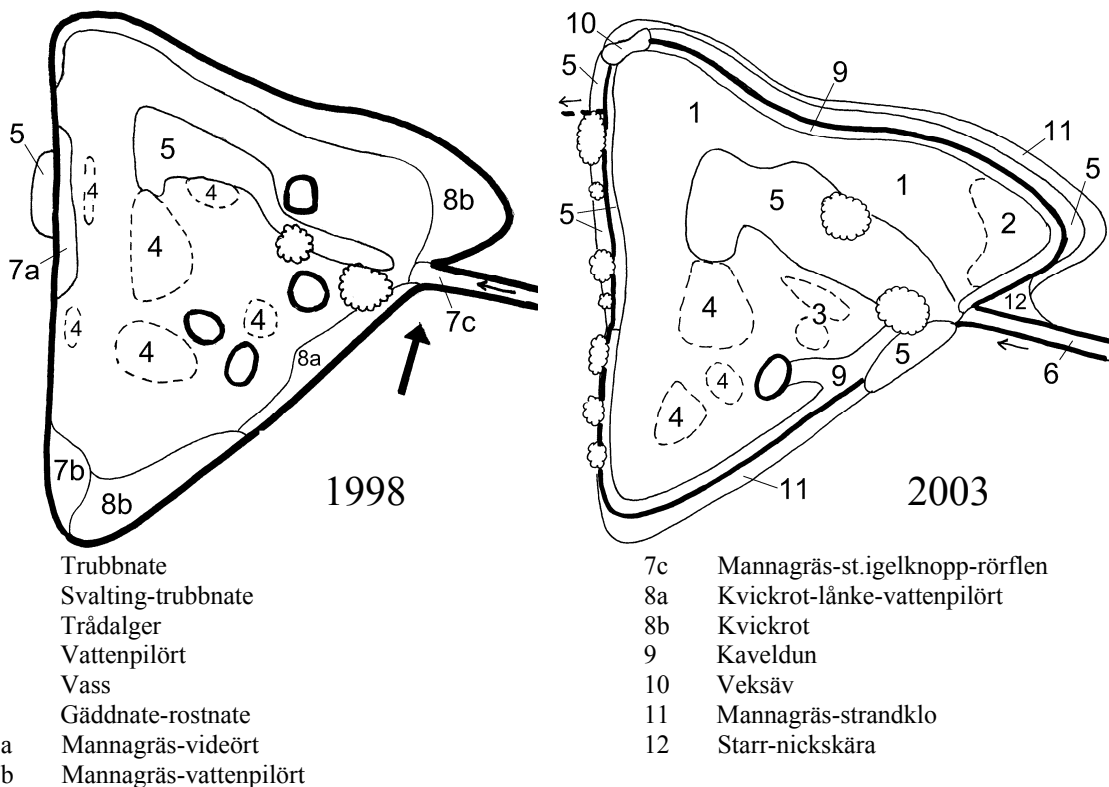 10
5
9
1
11
5
5
5
4
8b
1
5
4
5
2
7a
4
4
12
3
4
7c
4
4
8a
5
6
9
4
4
7b
1998
11
2003
8b
Trubbnate
Svalting-trubbnate
Trådalger
Vattenpilört
Vass
Gäddnate-rostnate
a Mannagräs-videört
b Mannagräs-vattenpilört
7c Mannagräs-st.igelknopp-rörflen
8a Kvickrot-lånke-vattenpilört
8b Kvickrot
9 Kaveldun
10 Veksäv
11 Mannagräs-strandklo
12 Starr-nickskära